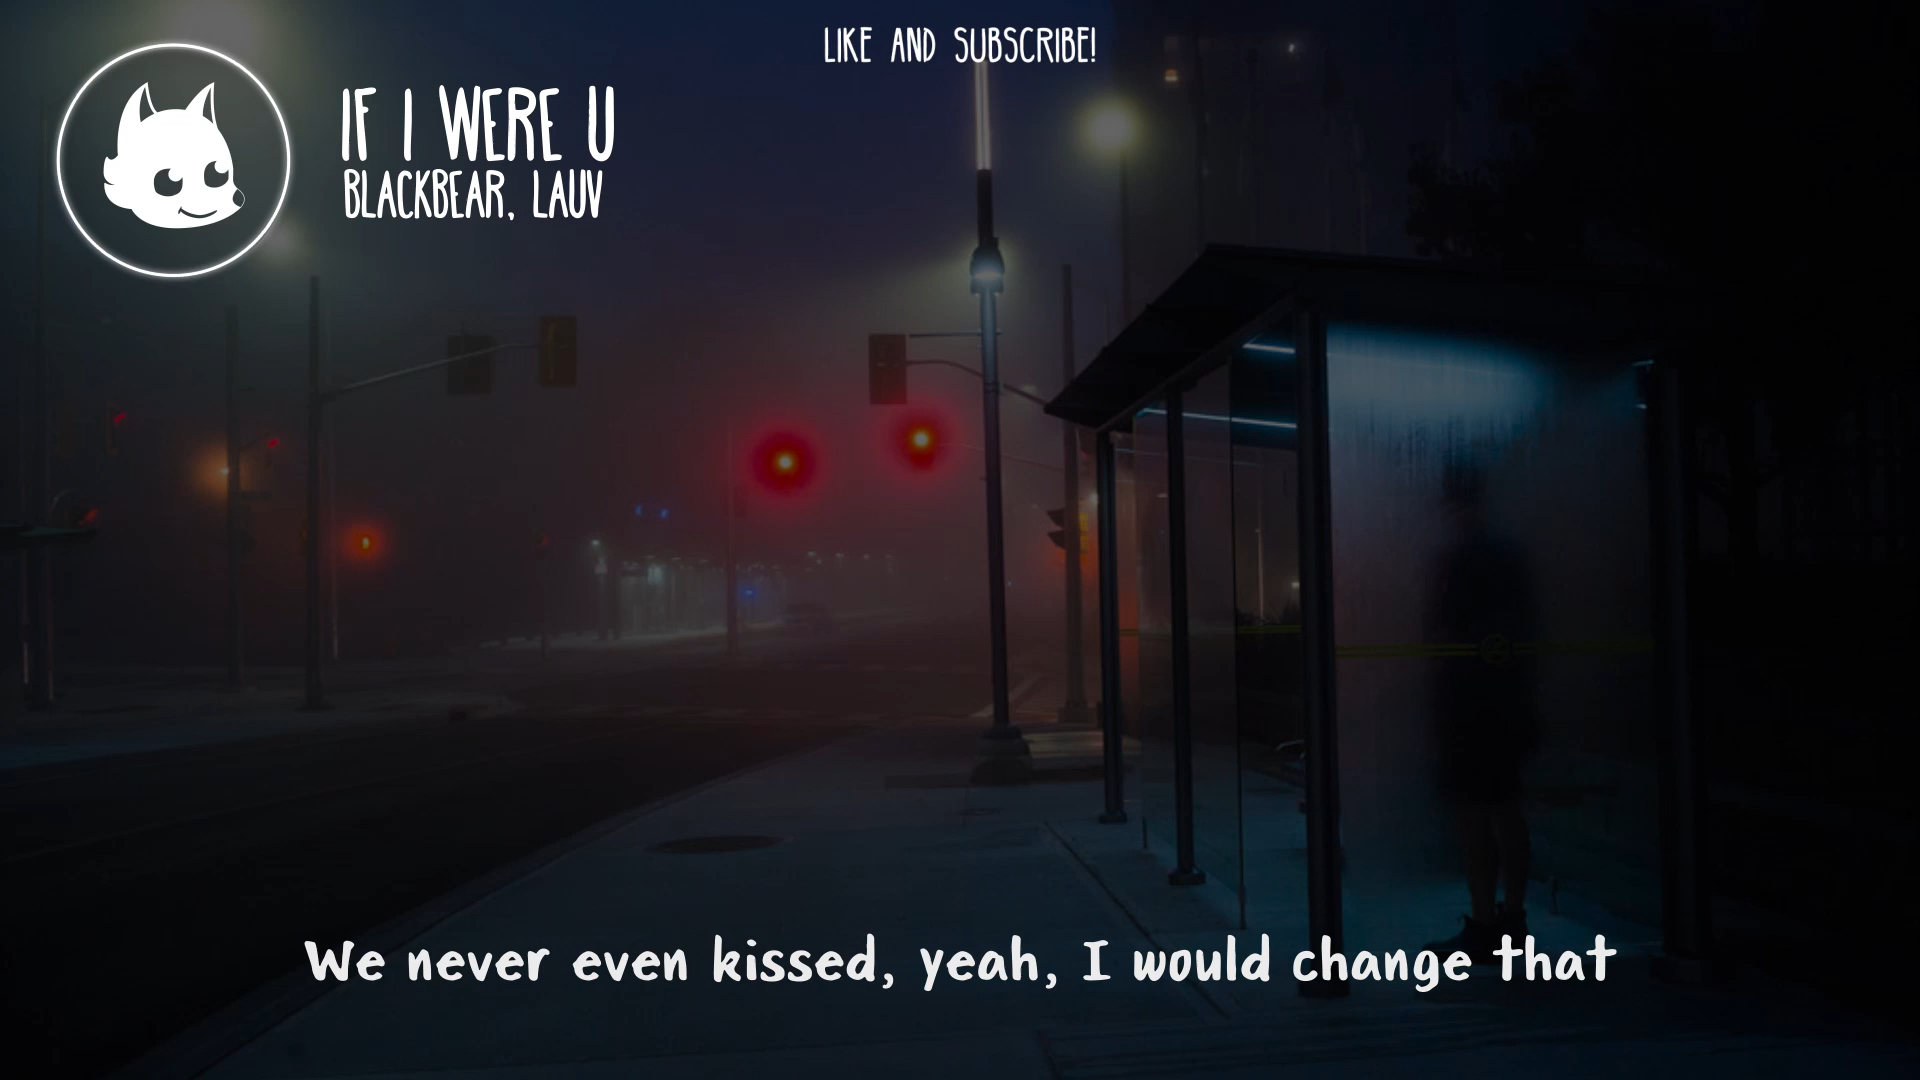 LIKE AND SUBSCRIBE!
IF I WERE U
BLACKBEAR, LAUV
We never even kissed, yeah, I would change that